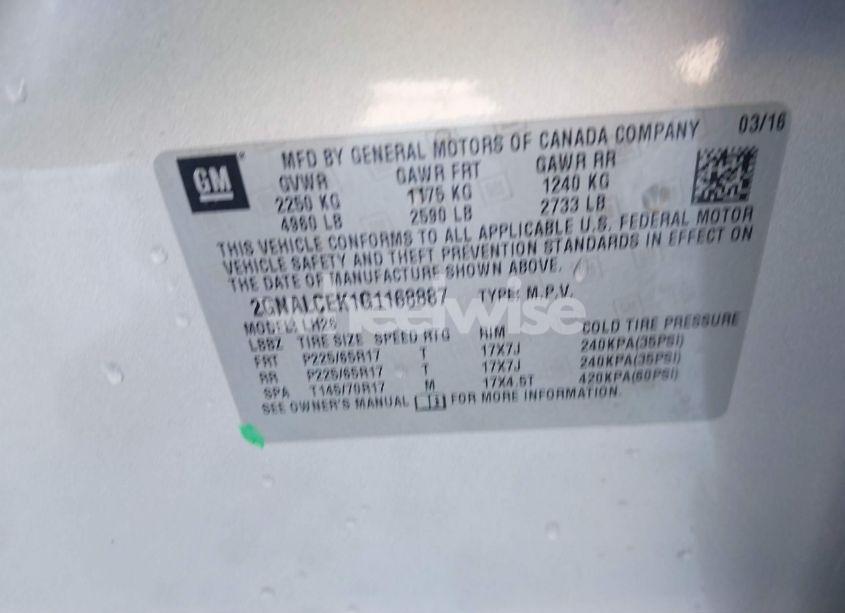 GM
MFD BY GENERAL MOTORS OF CANADA COMPANY 03/16
GVWR GAWR FRT GAWR RR
2250 KG 1175 KG 1240 KG
4960 LB 2590 LB 2733 LB
THIS VEHICLE CONFORMS TO ALL APPLICABLE U.S. FEDERAL MOTOR
VEHICLE SAFETY AND THEFT PREVENTION STANDARDS IN EFFECT ON
THE DATE OF MANUFACTURE SHOWN ABOVE.
TYPE: M.P.V.
MODEL:
TIRE SIZE SPEED RTG RIM COLD TIRE PRESSURE
FRT P225/65R17 T 17X7J 240KPA(35PSI)
RR P225/65R17 T 17X7J 240KPA(35PSI)
SPA T145/70R17 M 17X4.5T 420KPA(60PSI)
SEE OWNER'S MANUAL FOR MORE INFORMATION.